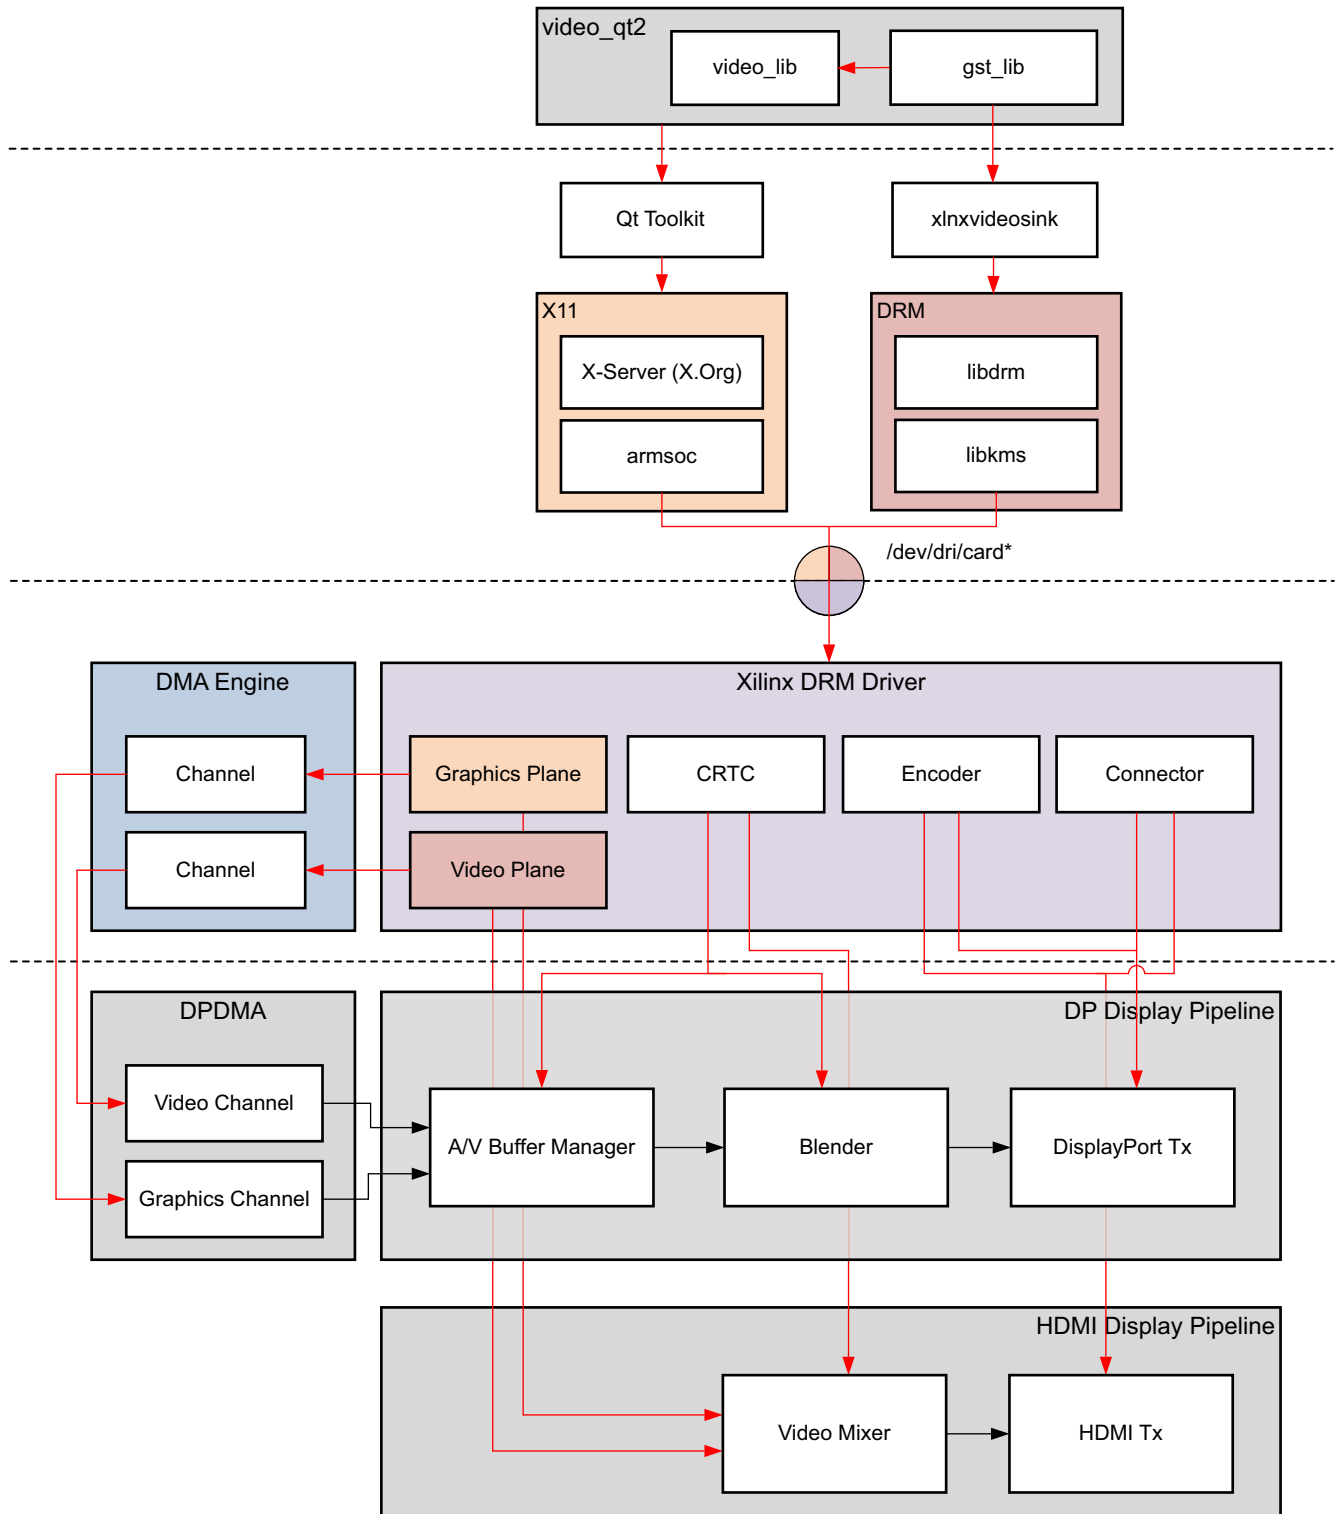 video_qt2
video_lib
gst_lib
Qt Toolkit
xlnxvideosink
X11
DRM
X-Server (X.Org)
libdrm
armsoc
libkms
/dev/dri/card*
DMA Engine
Xilinx DRM Driver
Channel
Graphics Plane
CRTC
Encoder
Connector
Channel
Video Plane
DPDMA
DP Display Pipeline
Video Channel
A/V Buffer Manager
Blender
DisplayPort Tx
Graphics Channel
HDMI Display Pipeline
Video Mixer
HDMI Tx